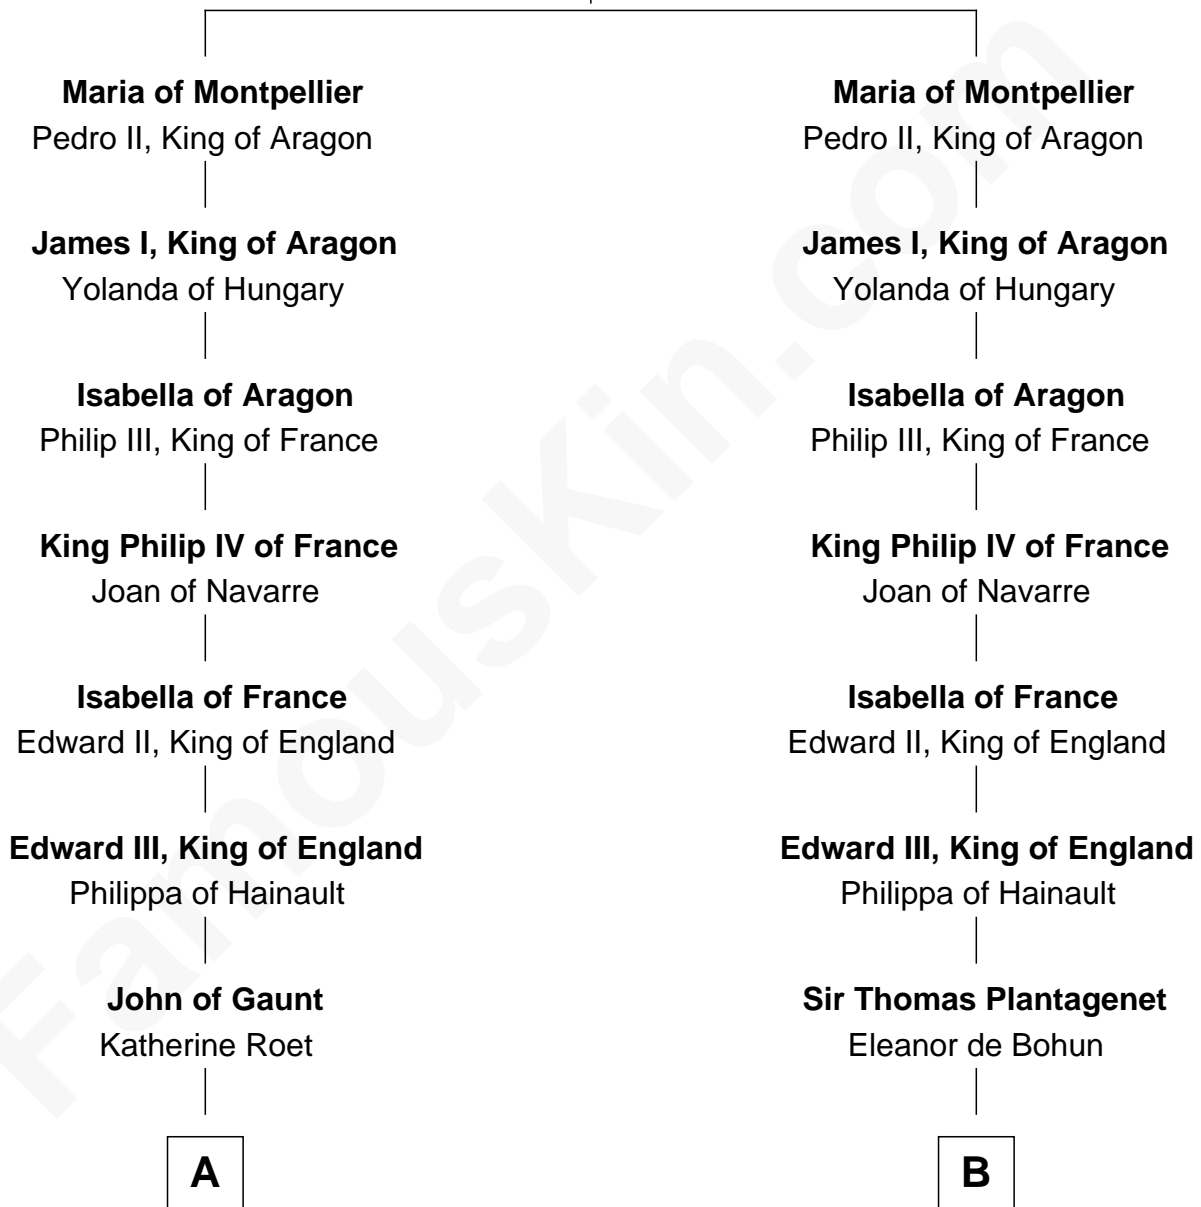 Maria of Montpellier
Pedro II, King of Aragon
James I, King of Aragon
Yolanda of Hungary
Isabella of Aragon
Philip III, King of France
King Philip IV of France
Joan of Navarre
Isabella of France
Edward II, King of England
Edward III, King of England
Philippa of Hainault
John of Gaunt
Katherine Roet
A
Maria of Montpellier
Pedro II, King of Aragon
James I, King of Aragon
Yolanda of Hungary
Isabella of Aragon
Philip III, King of France
King Philip IV of France
Joan of Navarre
Isabella of France
Edward II, King of England
Edward III, King of England
Philippa of Hainault
Sir Thomas Plantagenet
Eleanor de Bohun
B
FamousKin.com